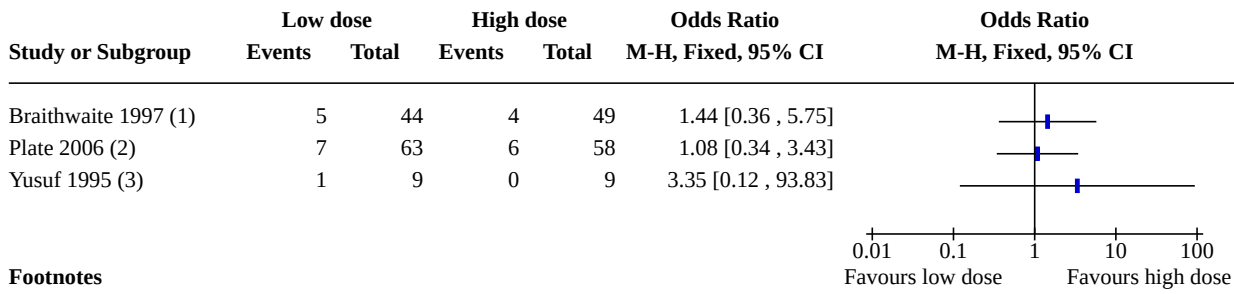 Low dose High dose Odds Ratio Odds Ratio
Study or Subgroup Events Total Events Total M-H, Fixed, 95% CI M-H, Fixed, 95% CI
Braithwaite 1997 (1) 5 44 4 49 1.44 [0.36 , 5.75]
Plate 2006 (2) 7 63 6 58 1.08 [0.34 , 3.43]
Yusuf 1995 (3) 1 9 0 9 3.35 [0.12 , 93.83]
0.01 0.1 1 10 100
Footnotes Favours low dose Favours high dose